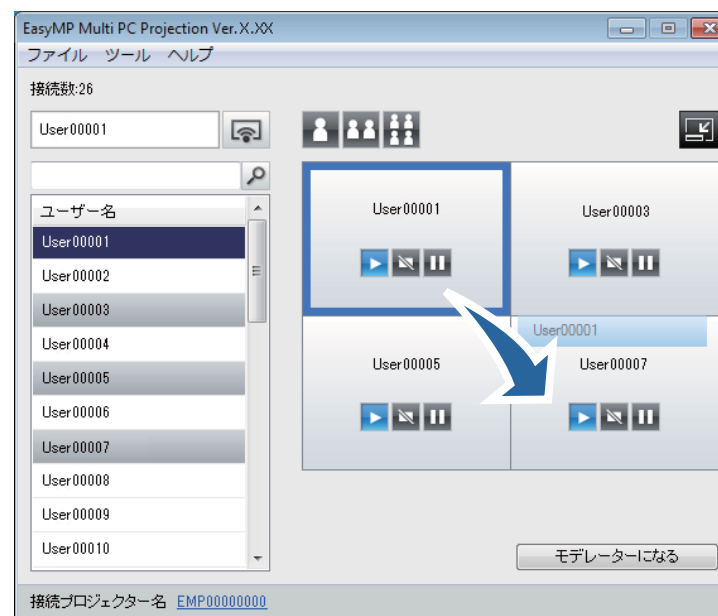 EasyMP Multi PC Projection Ver.X.XX
ファイル ツール ヘルプ
接続数:26
User00001
ユーザー名
User00001
User00002
User00003
User00004
User00005
User00006
User00007
User00008
User00009
User00010
User00001
User00003
User00001
User00005
User00007
モデレーターになる
接続プロジェクター名 EMP00000000